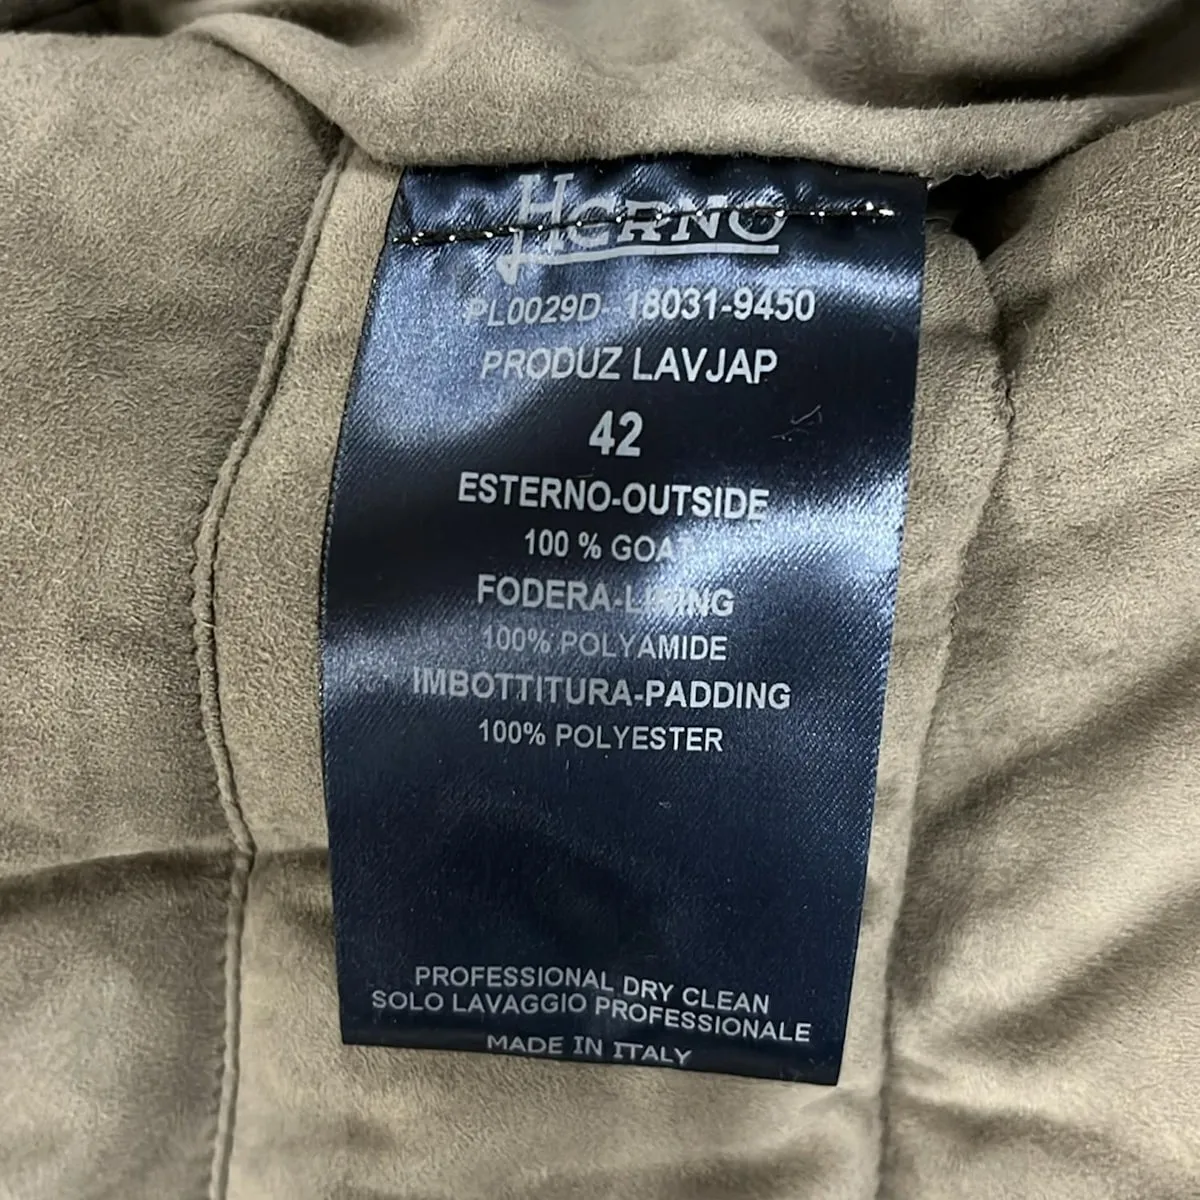 HERNO
PL0029D-18031-9450
PRODUZ LAVJAP
42
ESTERNO-OUTSIDE
100 % GOAT
FODERA-LINING
100% POLYAMIDE
IMBOTTITURA-PADDING
100% POLYESTER
PROFESSIONAL DRY CLEAN
SOLO LAVAGGIO PROFESSIONALE
MADE IN ITALY